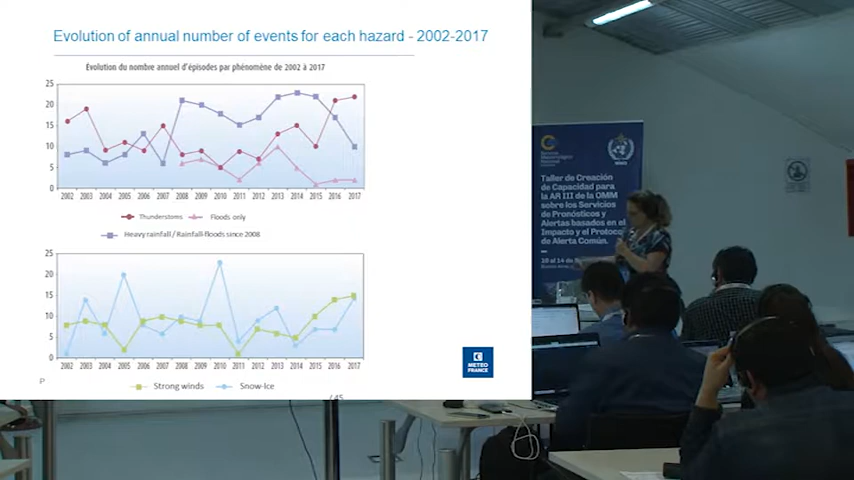 Evolution of annual number of events for each hazard - 2002-2017
Evolution du nombre annuel d'épisodes par phénomène de 2002 à 2017
25
20
15
10
5
0
2002 2003 2004 2005 2006 2007 2008 2009 2010 2011 2012 2013 2014 2015 2016 2017
Thunderstorms Floods only
Heavy rainfall / Rainfall-floods since 2008
25
20
15
10
5
0
2002 2003 2004 2005 2006 2007 2008 2009 2010 2011 2012 2013 2014 2015 2016 2017
Strong winds Snow-Ice
P
/ 45
METEO
FRANCE
Taller de Creación
de Capacidad para
la AR III de la OMM
sobre los Servicios
de Pronósticos y
Alertas basados en el
Impacto y el Protoco
de Alerta Común.